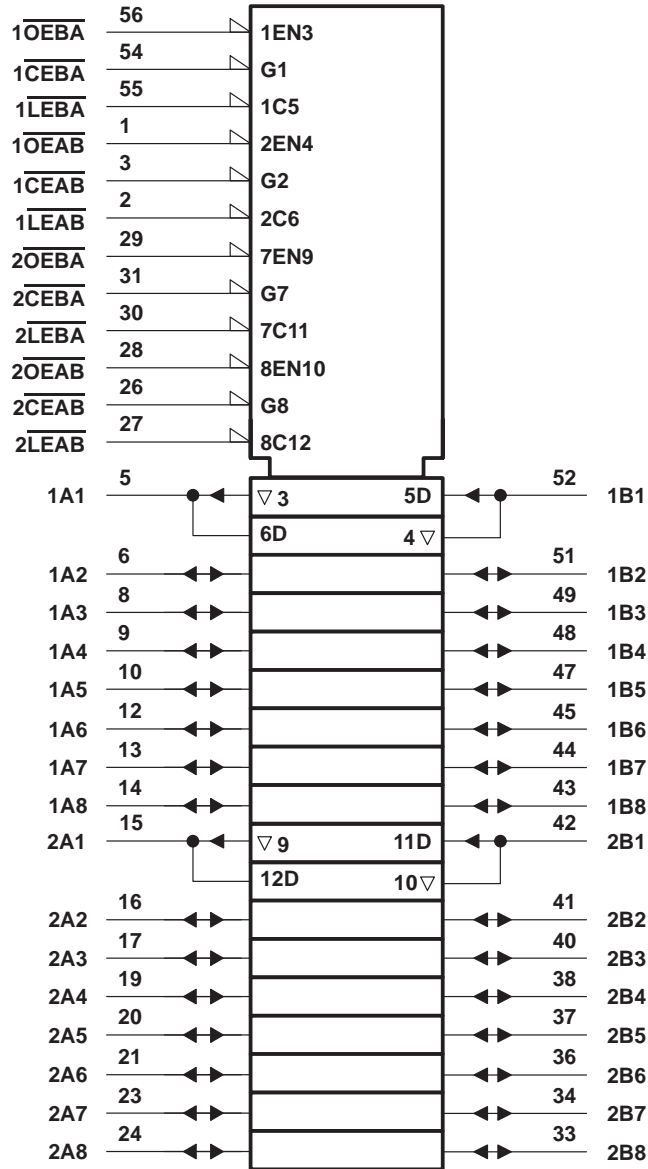 1OEBA 56 1EN3
1CEBA 54 G1
1LEBA 55 1C5
1OEAB 1 2EN4
1CEAB 3 G2
1LEAB 2 2C6
2OEBA 29 7EN9
2CEBA 31 G7
2LEBA 30 7C11
2OEAB 28 8EN10
2CEAB 26 G8
2LEAB 27 8C12
1A1 5 ▽ 3 5D 52 1B1
6D 4 ▽
1A2 6 51 1B2
1A3 8 49 1B3
1A4 9 48 1B4
1A5 10 47 1B5
1A6 12 45 1B6
1A7 13 44 1B7
1A8 14 43 1B8
2A1 15 ▽ 9 11D 42 2B1
12D 10 ▽
2A2 16 41 2B2
2A3 17 40 2B3
2A4 19 38 2B4
2A5 20 37 2B5
2A6 21 36 2B6
2A7 23 34 2B7
2A8 24 33 2B8